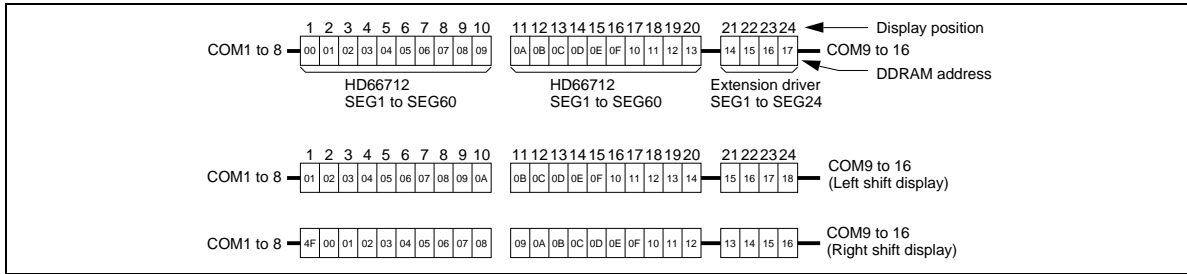 1 2 3 4 5 6 7 8 9 10 11 12 13 14 15 16 17 18 19 20 21 22 23 24 Display position
COM1 to 8 00 01 02 03 04 05 06 07 08 09 0A 0B 0C 0D 0E 0F 10 11 12 13 14 15 16 17 COM9 to 16
DDRAM address
HD66712 HD66712 Extension driver
SEG1 to SEG60 SEG1 to SEG60 SEG1 to SEG24
1 2 3 4 5 6 7 8 9 10 11 12 13 14 15 16 17 18 19 20 21 22 23 24
COM1 to 8 01 02 03 04 05 06 07 08 09 0A 0B 0C 0D 0E 0F 10 11 12 13 14 15 16 17 18 COM9 to 16
(Left shift display)
COM1 to 8 4F 00 01 02 03 04 05 06 07 08 09 0A 0B 0C 0D 0E 0F 10 11 12 13 14 15 16 COM9 to 16
(Right shift display)